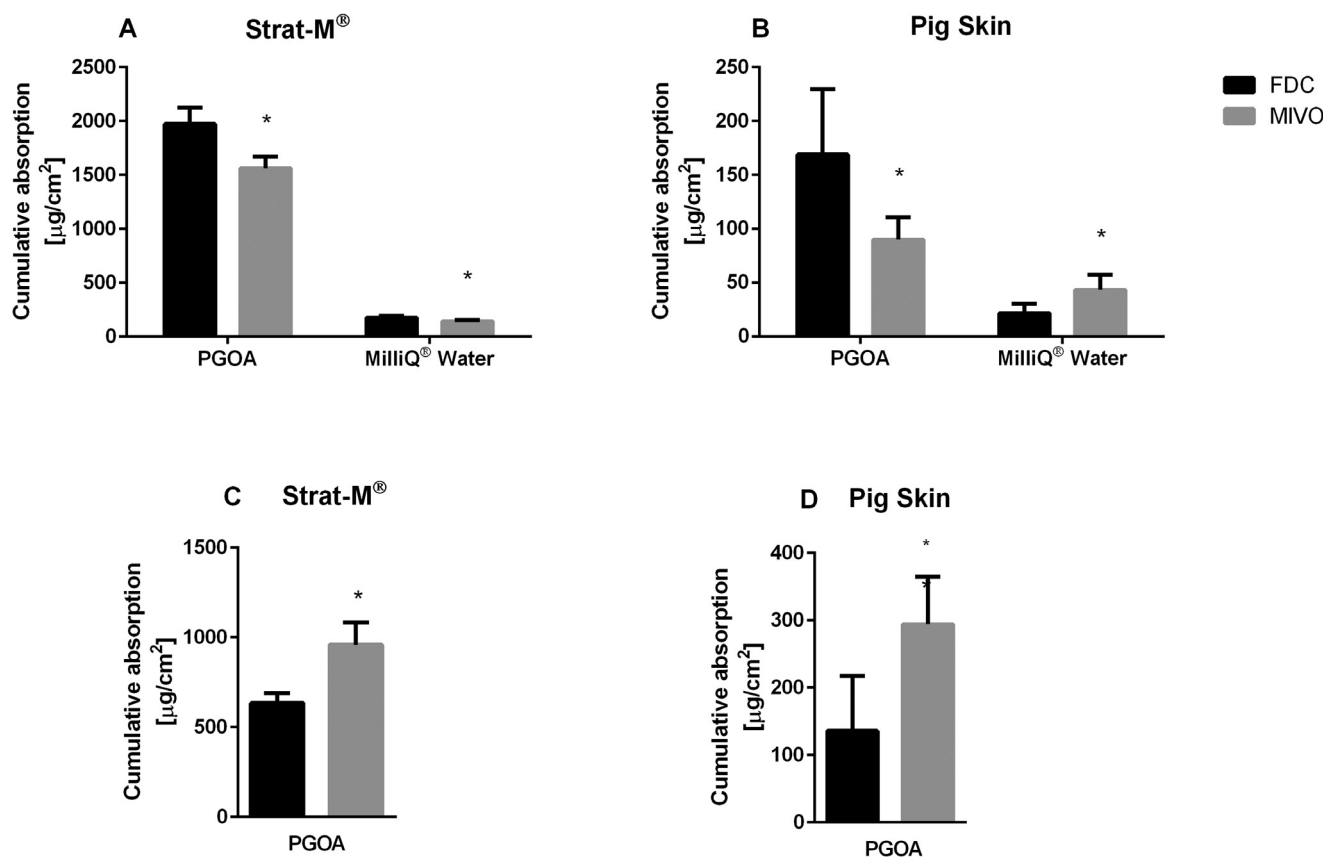 A Strat-M®
Cumulative absorption
[µg/cm²]
2500
2000
1500
1000
500
0
*
*
PGOA MilliQ® Water
B Pig Skin
Cumulative absorption
[µg/cm²]
250
200
150
100
50
0
*
*
PGOA MilliQ® Water
FDC
MIVO
C Strat-M®
Cumulative absorption
[µg/cm²]
1500
1000
500
0
*
PGOA
D Pig Skin
Cumulative absorption
[µg/cm²]
400
300
200
100
0
*
*
PGOA